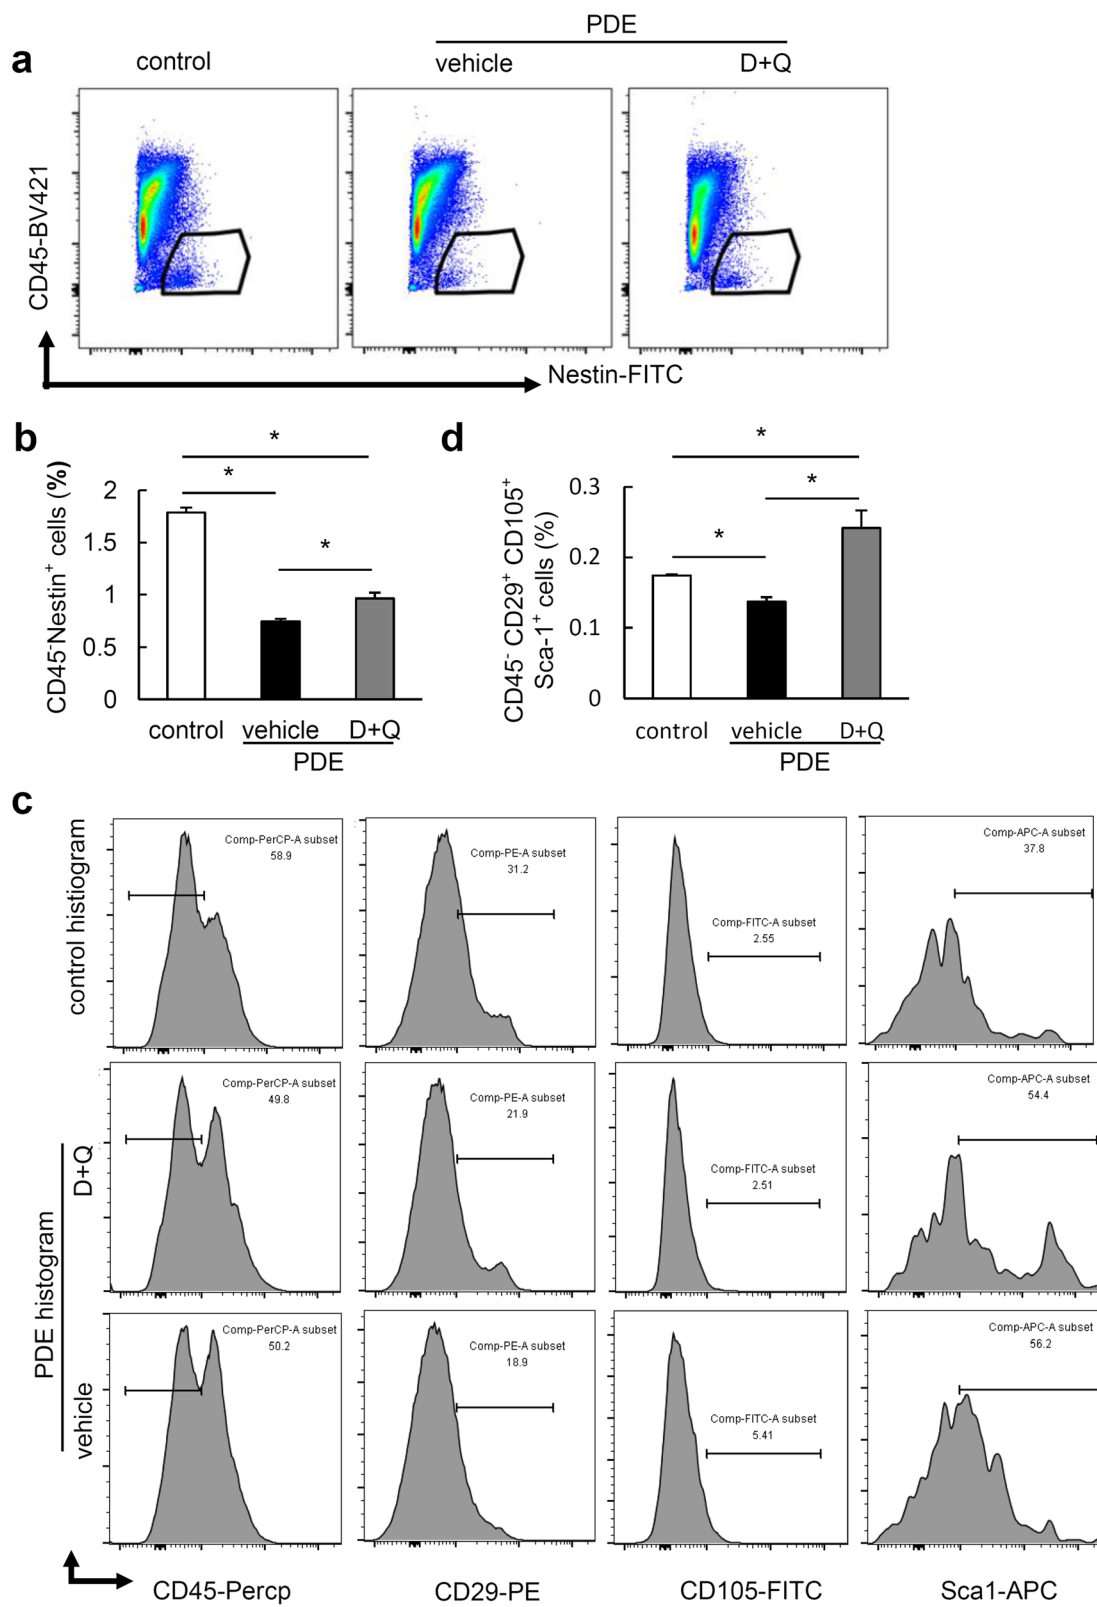 a
PDE
control
vehicle
D+Q
CD45-BV421
Nestin-FITC
b
*
*
*
CD45⁻Nestin⁺ cells (%)
2
1.5
1
0.5
0
control
vehicle
D+Q
PDE
d
*
*
*
CD45⁻ CD29⁺ CD105⁺
Sca-1⁺ cells (%)
0.3
0.2
0.1
0
control
vehicle
D+Q
PDE
c
control histiogram
Comp-PerCP-A subset
58.9
Comp-PE-A subset
31.2
Comp-FITC-A subset
2.55
Comp-APC-A subset
37.8
PDE histogram
D+Q
Comp-PerCP-A subset
49.8
Comp-PE-A subset
21.9
Comp-FITC-A subset
2.51
Comp-APC-A subset
54.4
vehicle
Comp-PerCP-A subset
50.2
Comp-PE-A subset
18.9
Comp-FITC-A subset
5.41
Comp-APC-A subset
56.2
CD45-Percp
CD29-PE
CD105-FITC
Sca1-APC